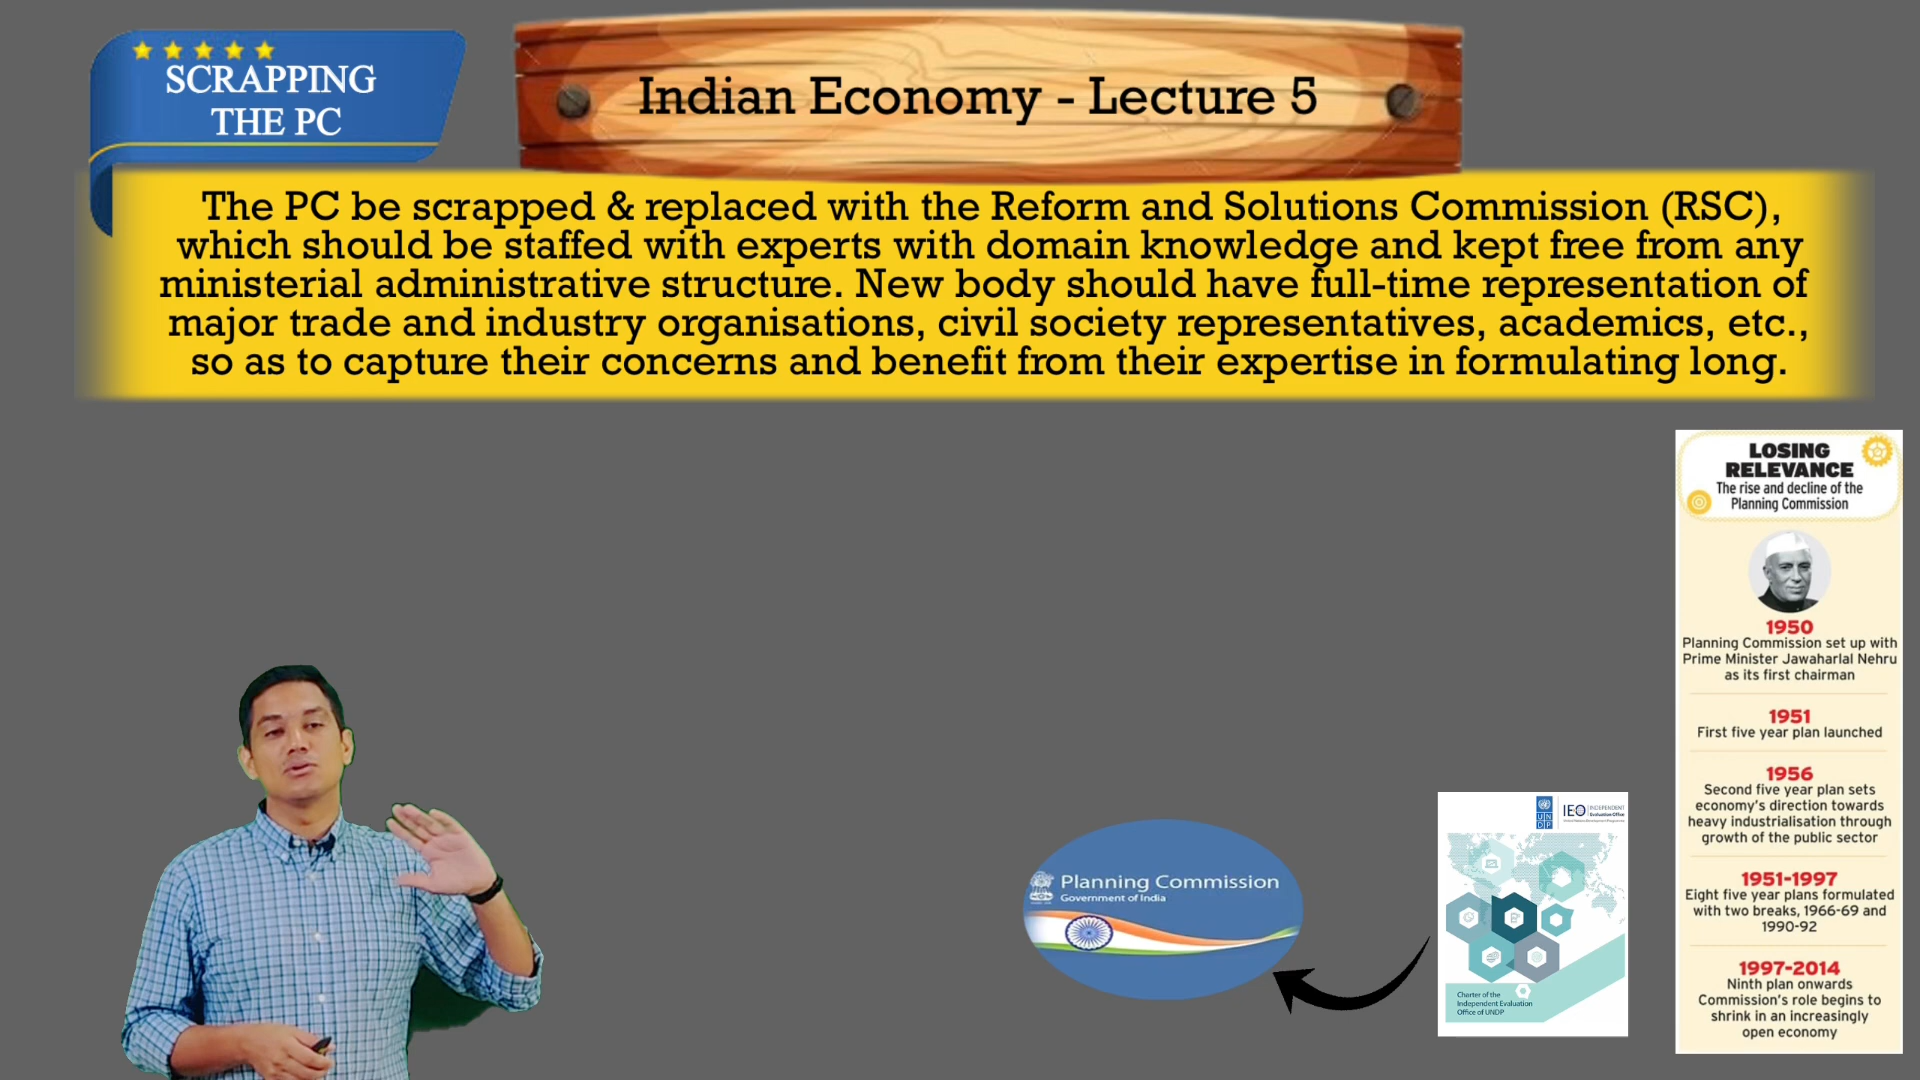 SCRAPPING
THE PC
Indian Economy - Lecture 5
The PC be scrapped & replaced with the Reform and Solutions Commission (RSC),
which should be staffed with experts with domain knowledge and kept free from any
ministerial administrative structure. New body should have full-time representation of
major trade and industry organisations, civil society representatives, academics, etc.,
so as to capture their concerns and benefit from their expertise in formulating long.
LOSING
RELEVANCE
The rise and decline of the
Planning Commission
1950
Planning Commission set up with
Prime Minister Jawaharlal Nehru
as its first chairman
1951
First five year plan launched
1956
Second five year plan sets
economy's direction towards
heavy industrialisation through
growth of the public sector
1951-1997
Eight five year plans formulated
with two breaks, 1966-69 and
1990-92
1997-2014
Ninth plan onwards
Commission's role begins to
shrink in an increasingly
open economy
Planning Commission
Government of India
UN
DP
IEO
INDEPENDENT
Evaluation Office
Charter of the
Independent Evaluation
Office of UNDP